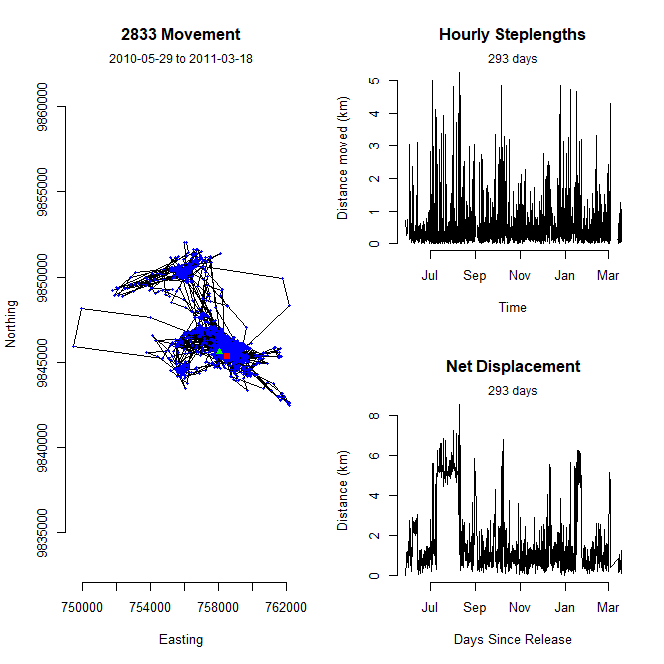 2833 Movement
2010-05-29 to 2011-03-18
Northing
9860000
9855000
9850000
9845000
9840000
9835000
750000 754000 758000 762000
Easting
Hourly Steplengths
293 days
Distance moved (km)
5
4
3
2
1
0
Jul Sep Nov Jan Mar
Time
Net Displacement
293 days
Distance (km)
8
6
4
2
0
Jul Sep Nov Jan Mar
Days Since Release